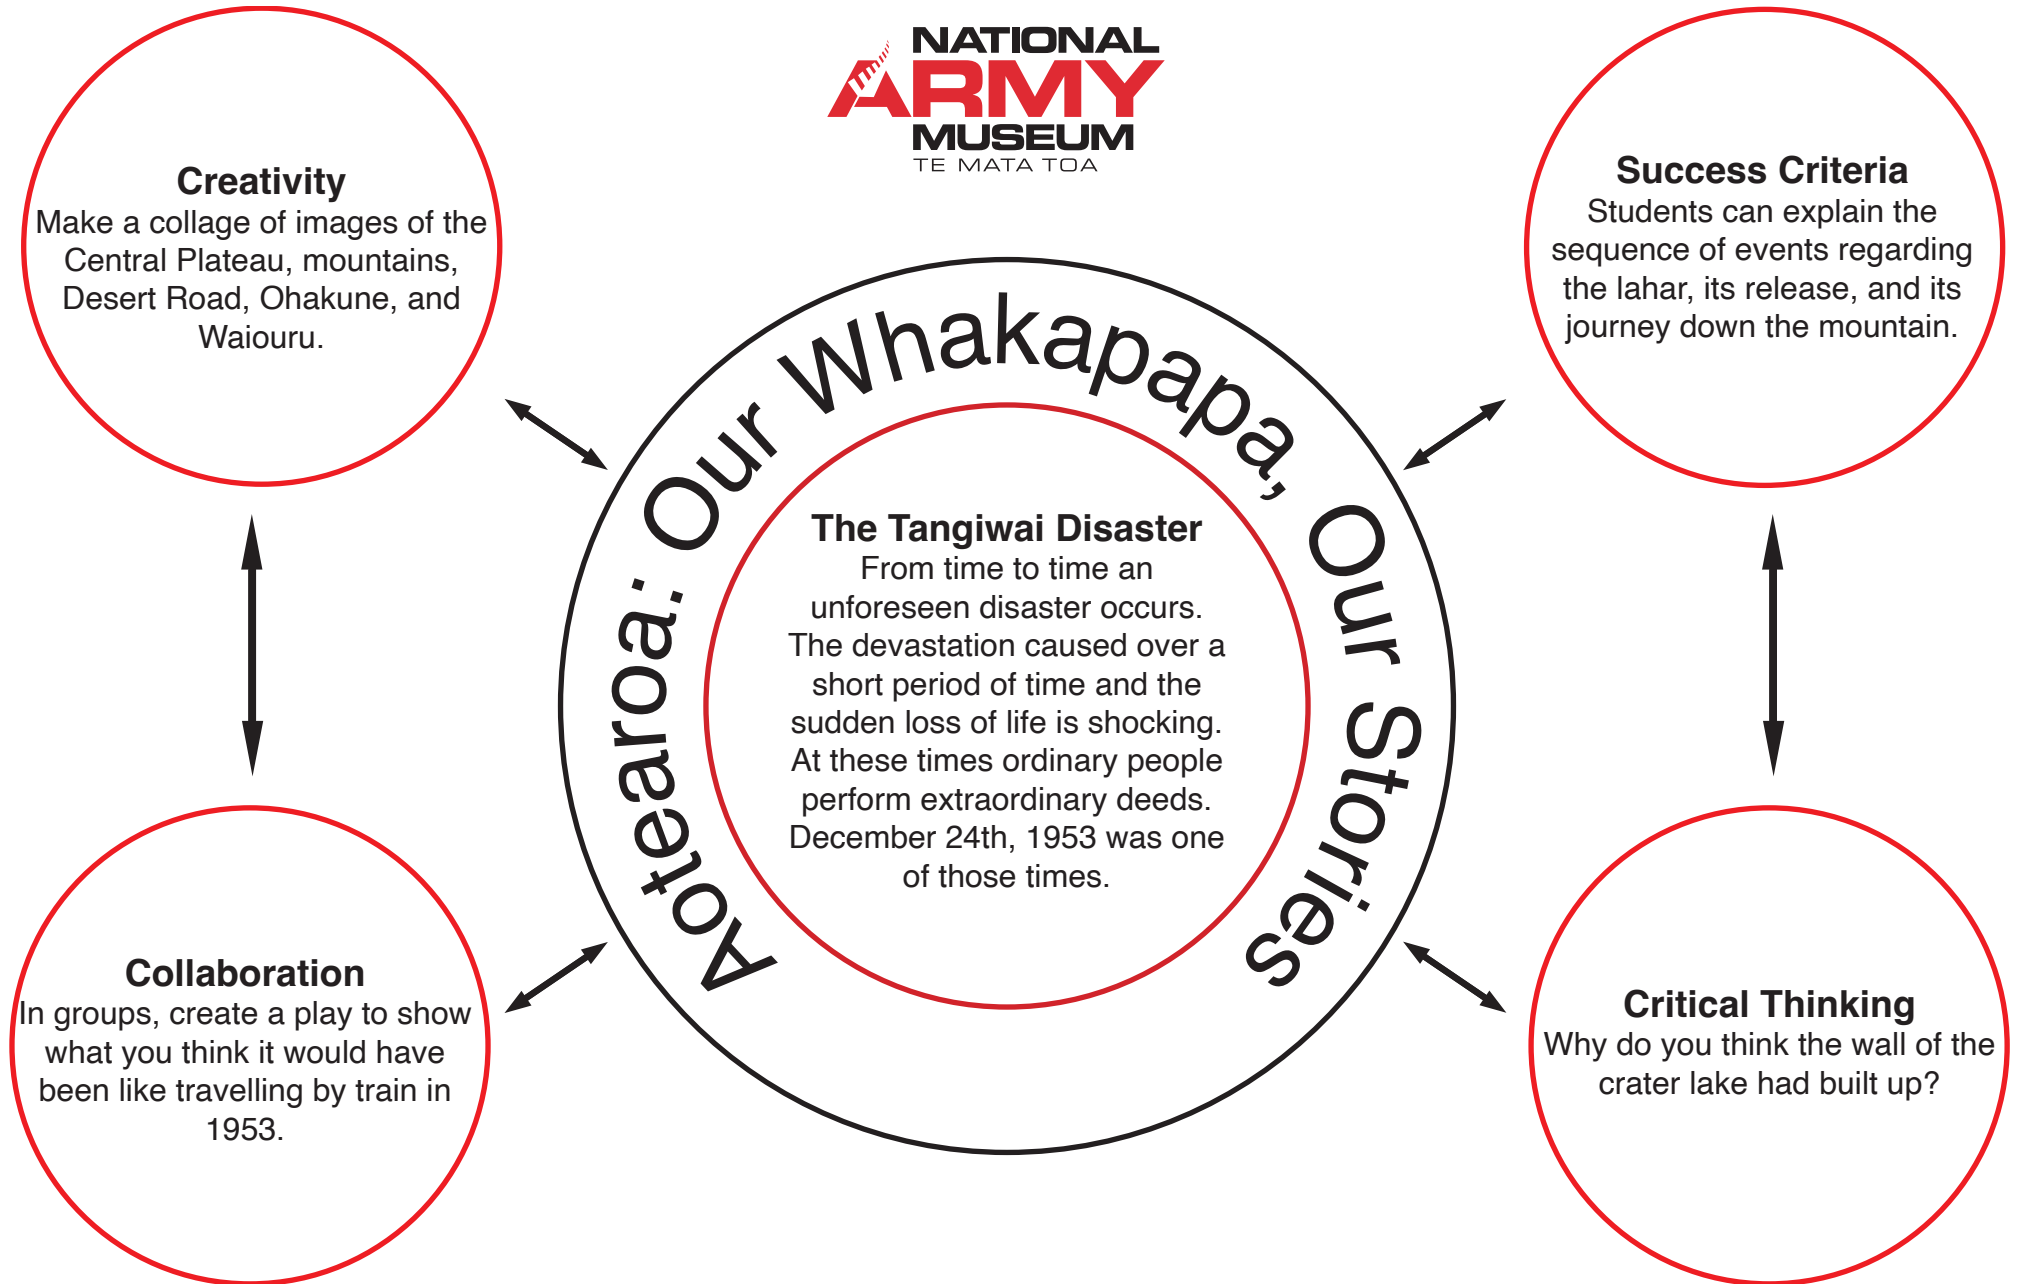 NATIONAL
ARMY
MUSEUM
TE MATA TOA
Creativity
Make a collage of images of the
Central Plateau, mountains,
Desert Road, Ohakune, and
Waiouru.
Success Criteria
Students can explain the
sequence of events regarding
the lahar, its release, and its
journey down the mountain.
Aotearoa: Our Whakapapa, Our Stories
The Tangiwai Disaster
From time to time an
unforeseen disaster occurs.
The devastation caused over a
short period of time and the
sudden loss of life is shocking.
At these times ordinary people
perform extraordinary deeds.
December 24th, 1953 was one
of those times.
Collaboration
In groups, create a play to show
what you think it would have
been like travelling by train in
1953.
Critical Thinking
Why do you think the wall of the
crater lake had built up?